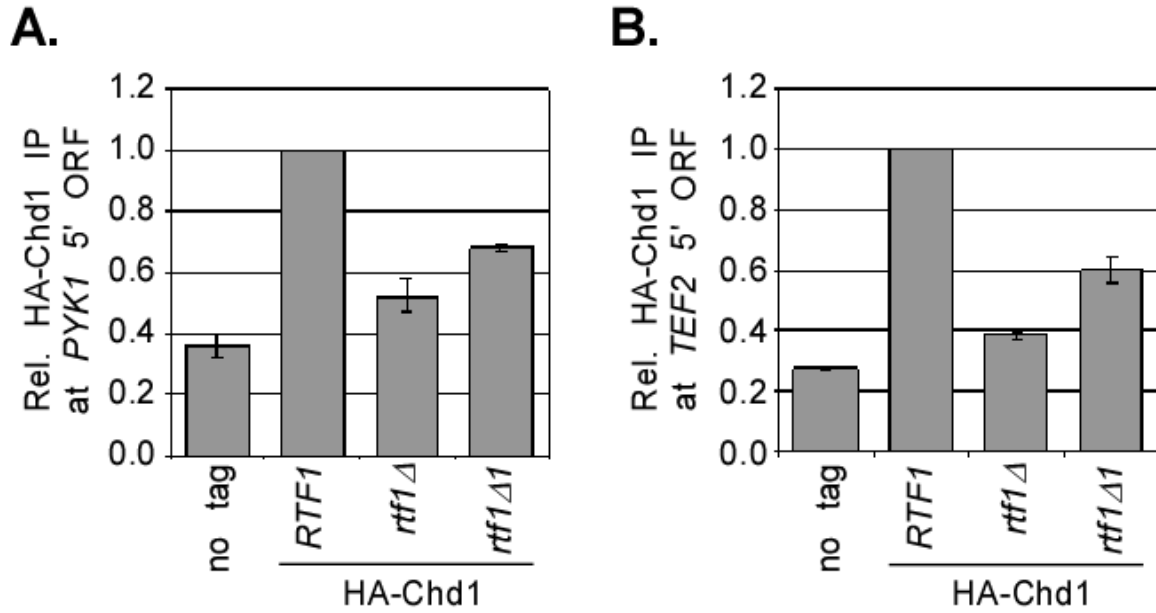 A.
Rel. HA-Chd1 IP
at PYK1 5' ORF
1.2
1.0
0.8
0.6
0.4
0.2
0.0
no tag
RTF1
rtf1Δ
rtf1Δ1
HA-Chd1
B.
Rel. HA-Chd1 IP
at TEF2 5' ORF
1.2
1.0
0.8
0.6
0.4
0.2
0.0
no tag
RTF1
rtf1Δ
rtf1Δ1
HA-Chd1